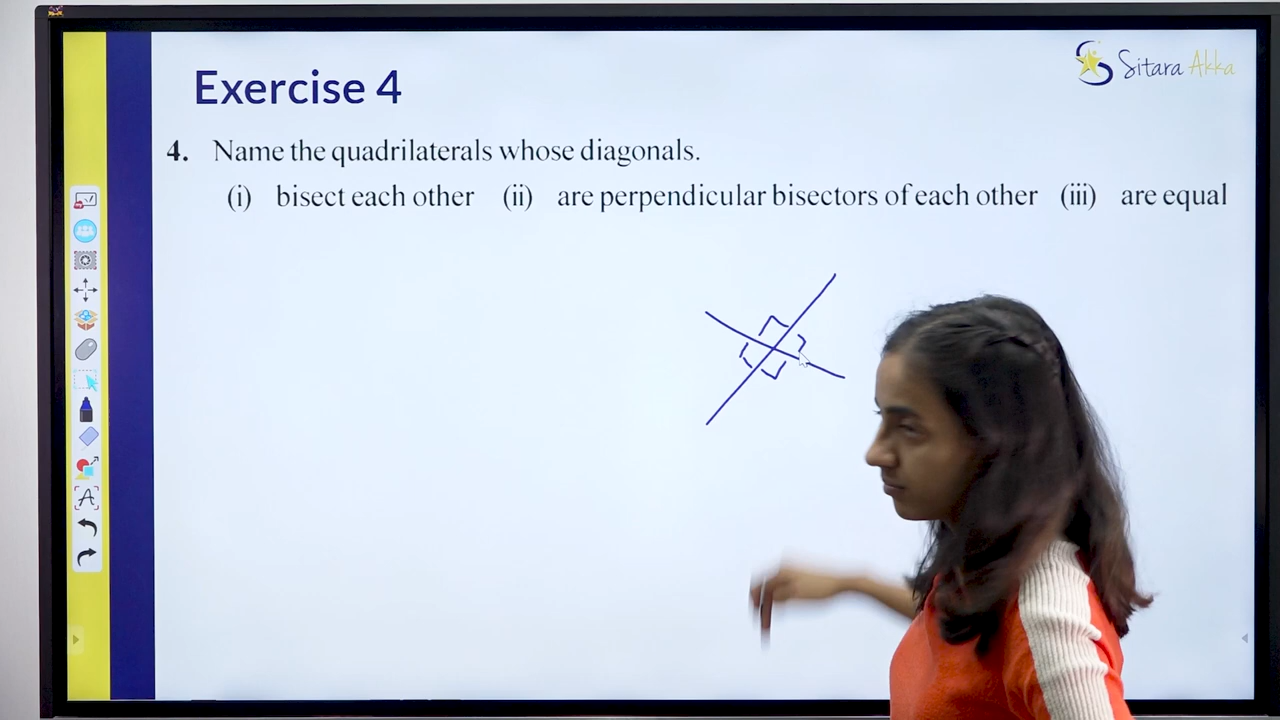 Sitara Akka
Exercise 4
4. Name the quadrilaterals whose diagonals.
(i) bisect each other (ii) are perpendicular bisectors of each other (iii) are equal